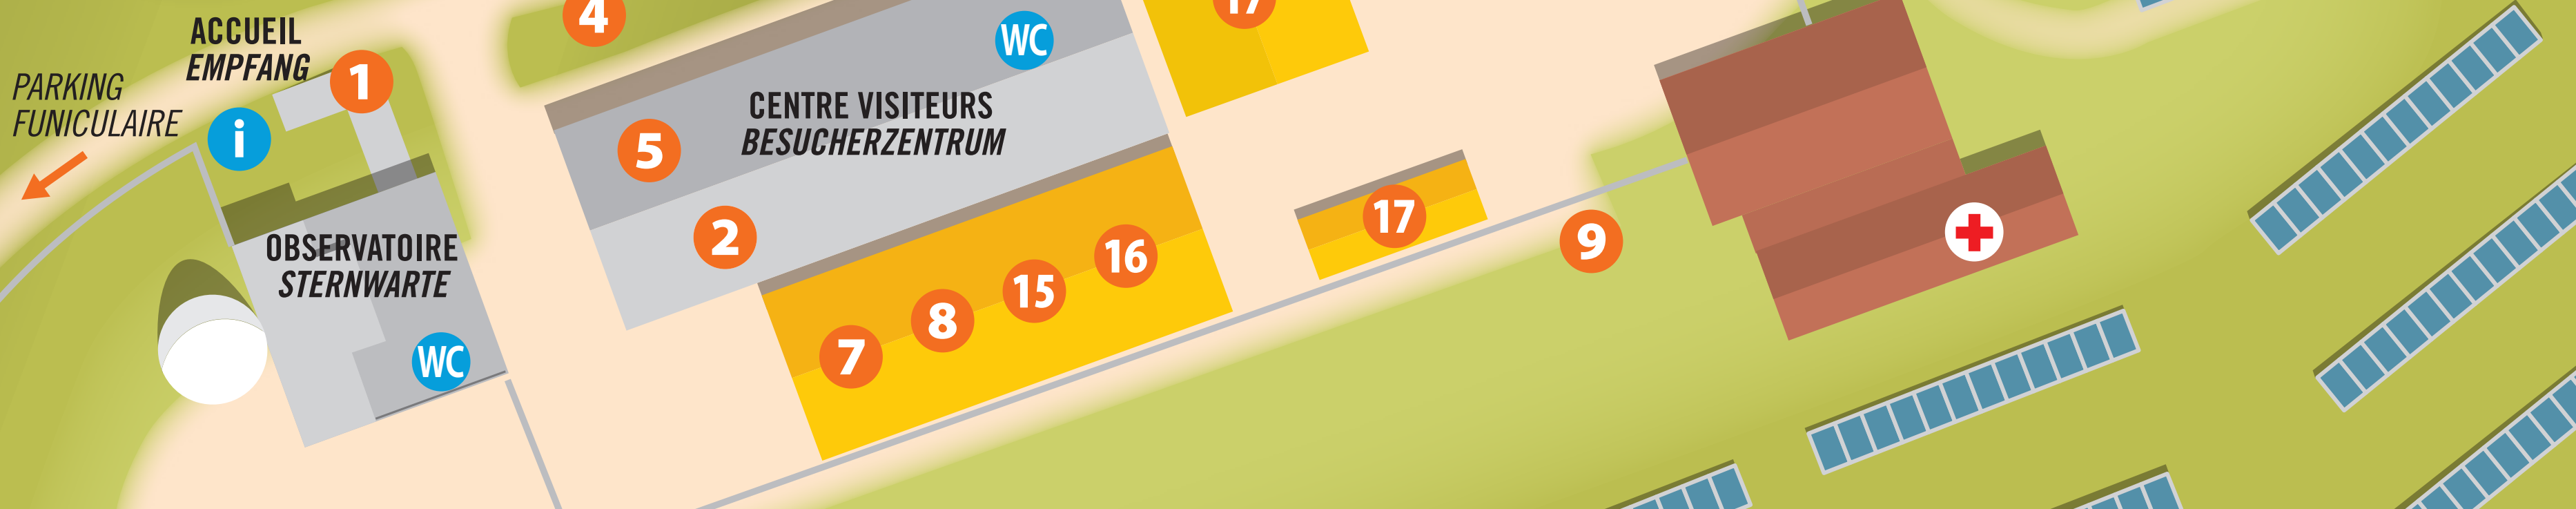 ACCUEIL
EMPFANG
PARKING
FUNICULAIRE
i
1
4
WC
17
CENTRE VISITEURS
BESUCHERZENTRUM
5
2
OBSERVATOIRE
STERNWARTE
WC
7
8
15
16
17
9